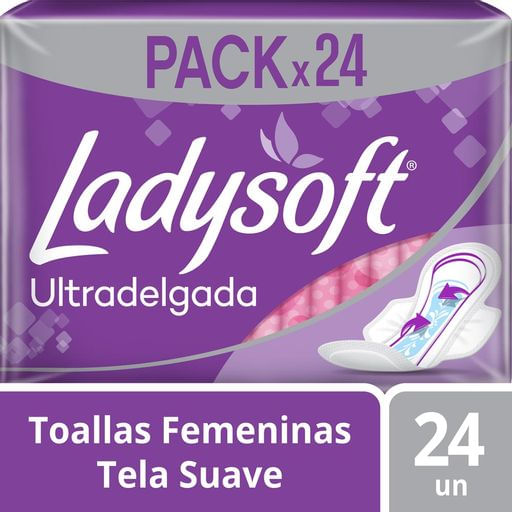 PACK x 24
Ladysoft®
Ultradelgada
Toallas Femeninas
Tela Suave
24
un